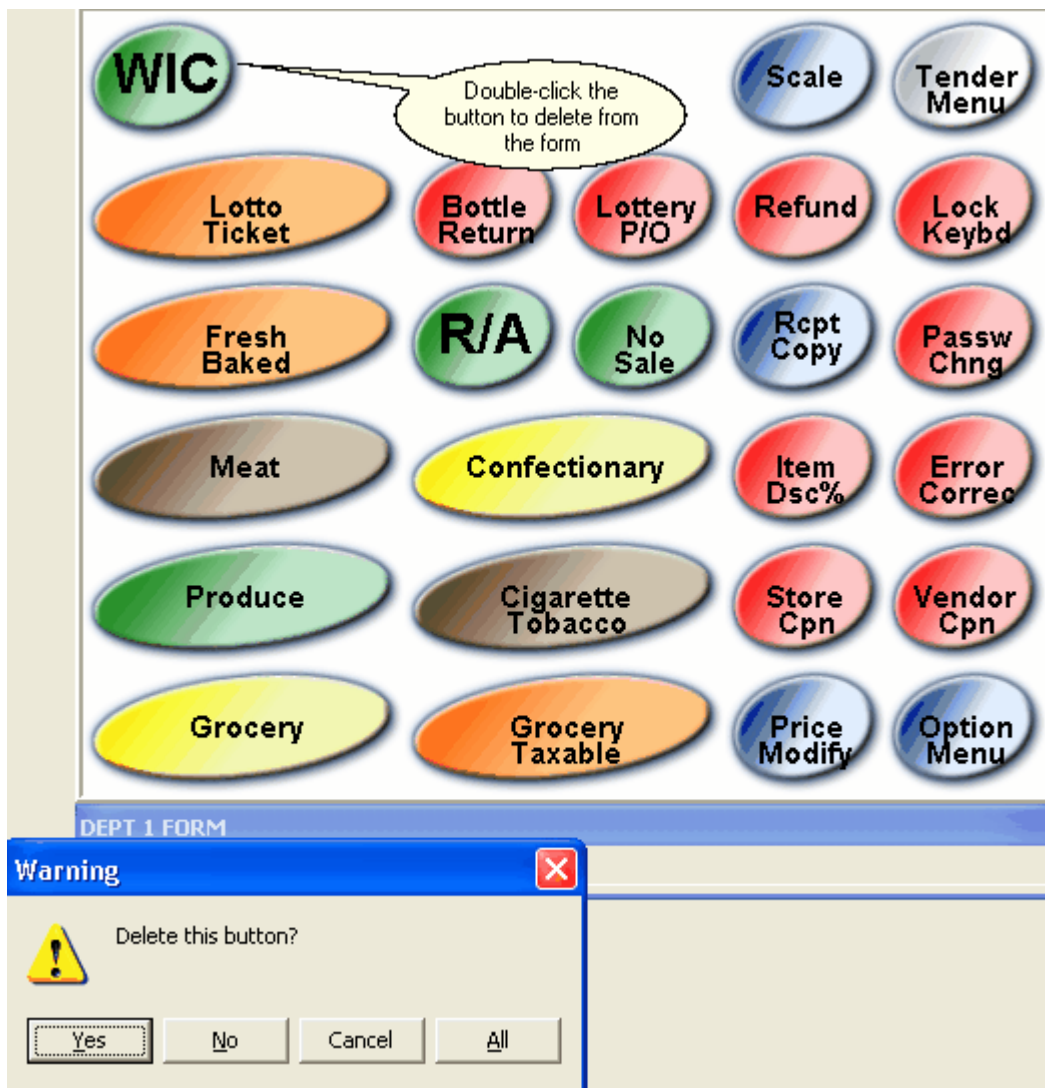 WIC
Double-click the
button to delete from
the form
Scale
Tender
Menu
Lotto
Ticket
Bottle
Return
Lottery
P/O
Refund
Lock
Keybd
Fresh
Baked
R/A
No
Sale
Rcpt
Copy
Passw
Chng
Meat
Confectionary
Item
Dsc%
Error
Correc
Produce
Cigarette
Tobacco
Store
Cpn
Vendor
Cpn
Grocery
Grocery
Taxable
Price
Modify
Option
Menu
DEPT 1 FORM
Warning
Delete this button?
Yes
No
Cancel
All